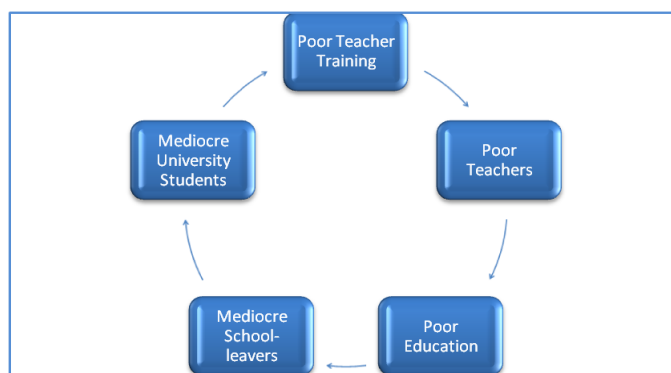 Poor Teacher
Training
Poor
Teachers
Poor
Education
Mediocre
School-
leavers
Mediocre
University
Students